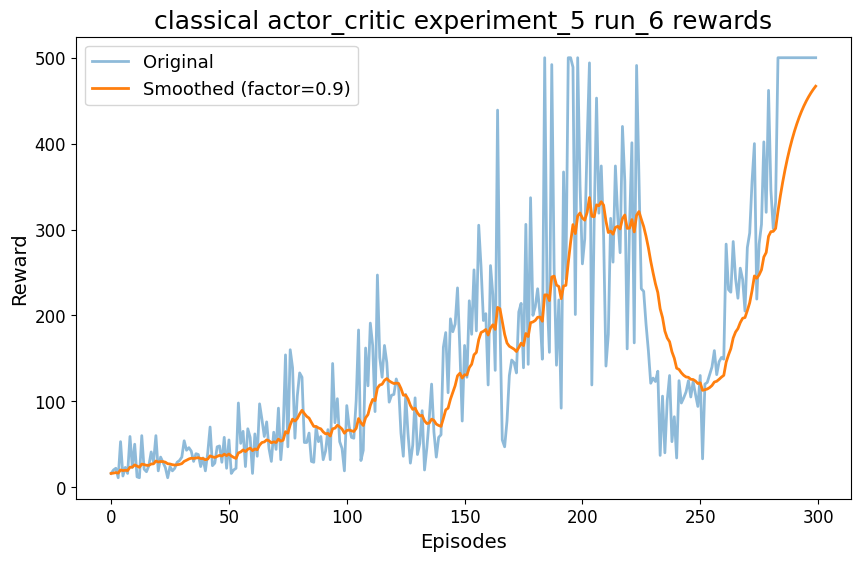 classical actor_critic experiment_5 run_6 rewards
Original
Smoothed (factor=0.9)
Reward
500
400
300
200
100
0
0 50 100 150 200 250 300
Episodes